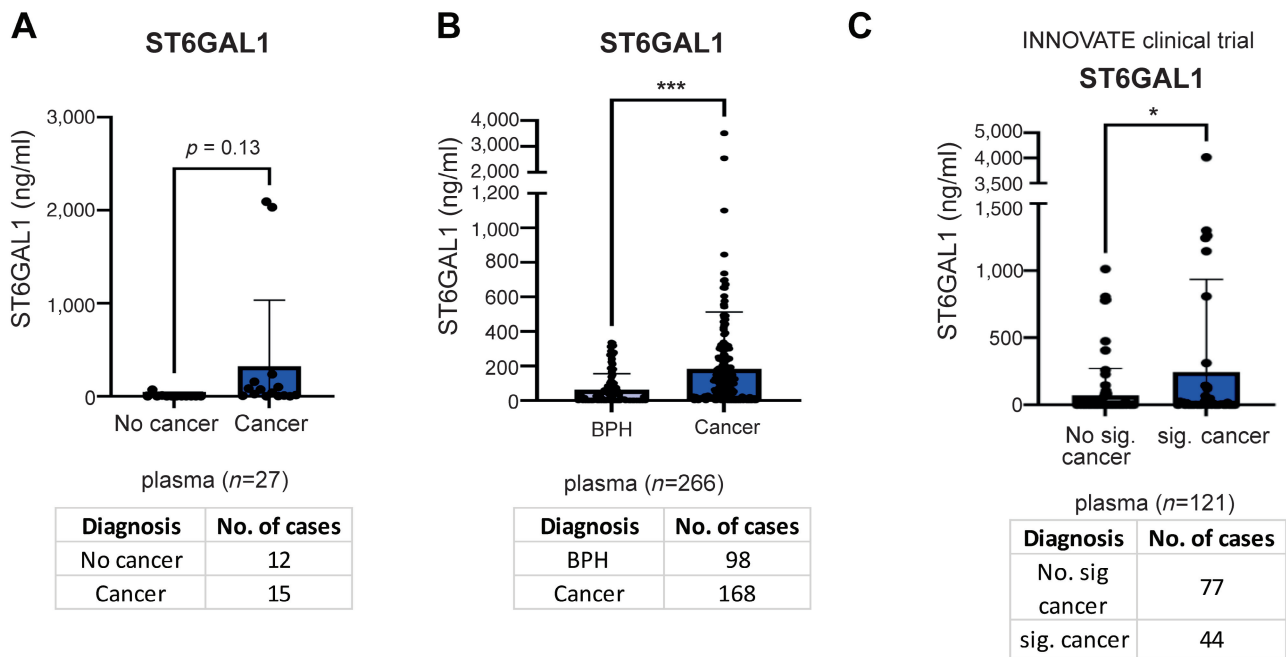 A
ST6GAL1
ST6GAL1 (ng/ml)
3,000
2,000
1,000
0
p = 0.13
No cancer
Cancer
plasma (n=27)
Diagnosis No. of cases
No cancer 12
Cancer 15
B
ST6GAL1
***
ST6GAL1 (ng/ml)
4,000
3,000
2,000
1,200
1,000
800
600
400
200
0
BPH
Cancer
plasma (n=266)
Diagnosis No. of cases
BPH 98
Cancer 168
C
INNOVATE clinical trial
ST6GAL1
*
ST6GAL1 (ng/ml)
5,000
4,000
3,500
1,500
1,000
500
0
No sig.
cancer
sig. cancer
plasma (n=121)
Diagnosis No. of cases
No. sig
cancer
77
sig. cancer 44